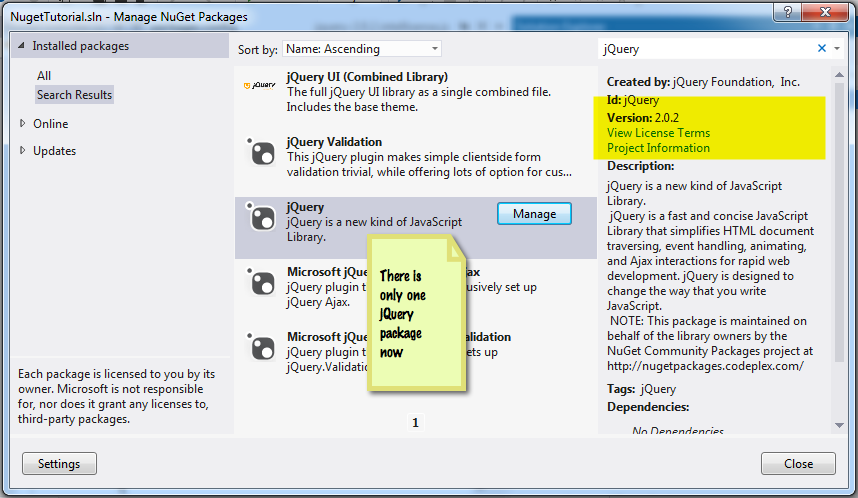 NugetTutorial.sln - Manage NuGet Packages
Installed packages
All
Search Results
Online
Updates
Each package is licensed to you by its
owner. Microsoft is not responsible
for, nor does it grant any licenses to,
third-party packages.
Settings
Sort by:
Name: Ascending
jQuery
jQuery UI (Combined Library)
The full jQuery UI library as a single combined file.
Includes the base theme.
jQuery Validation
This jQuery plugin makes simple clientside form
validation trivial, while offering lots of option for cus...
jQuery
jQuery is a new kind of JavaScript
Library.
Manage
Microsoft
jQuery plugin
usively set up
jQuery Ajax.
Microsoft
jQuery plugin
ets up
There is
only one
jQuery
package
now
1
jQuery
Created by: jQuery Foundation, Inc.
Id: jQuery
Version: 2.0.2
View License Terms
Project Information
Description:
jQuery is a new kind of JavaScript
Library.
jQuery is a fast and concise JavaScript
Library that simplifies HTML document
traversing, event handling, animating,
and Ajax interactions for rapid web
development. jQuery is designed to
change the way that you write
JavaScript.
NOTE: This package is maintained on
behalf of the library owners by the
NuGet Community Packages project at
http://nugetpackages.codeplex.com/
Tags: jQuery
Dependencies:
No Dependencies
Close